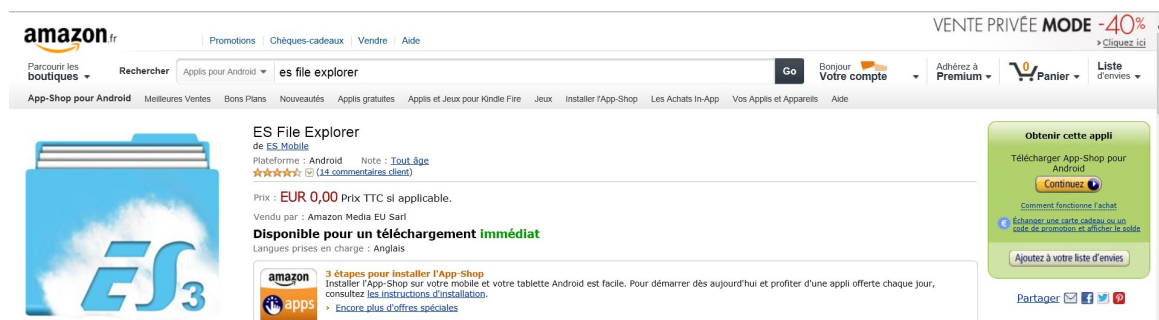 amazon.fr
Promotions Chèques-cadeaux Vendre Aide
VENTE PRIVÉE MODE -40%
Cliquez ici
Parcourir les
boutiques
Rechercher
Applis pour Android
es file explorer
Go
Bonjour
Votre compte
Adhérez à
Premium
0
Panier
Liste
d'envies
App-Shop pour Android Meilleures Ventes Bons Plans Nouveautés Applis gratuites Applis et Jeux pour Kindle Fire Jeux Installer l'App-Shop Les Achats In-App Vos Applis et Appareils Aide
ES3
ES File Explorer
de ES Mobile
Plateforme : Android Note : Tout âge
(14 commentaires client)
Prix : EUR 0,00 Prix TTC si applicable.
Vendu par : Amazon Media EU Sarl
Disponible pour un téléchargement immédiat
Langues prises en charge : Anglais
amazon
apps
3 étapes pour installer l'App-Shop
Installer l'App-Shop sur votre mobile et votre tablette Android est facile. Pour démarrer dès aujourd'hui et profiter d'une appli offerte chaque jour,
consultez les instructions d'installation.
Encore plus d'offres spéciales
Obtenir cette
appli
Télécharger App-Shop pour
Android
Continuez
Comment fonctionne l'achat
Échanger une carte cadeau ou un
code de promotion et afficher le solde
Ajoutez à votre liste d'envies
Partager